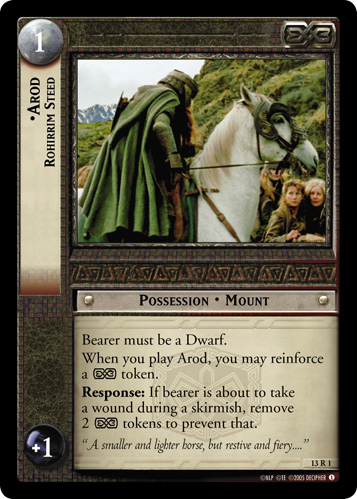 1
•Arod
Rohirrim Steed
Possession • Mount
Bearer must be a Dwarf.
When you play Arod, you may reinforce
a token.
Response: If bearer is about to take
a wound during a skirmish, remove
2 tokens to prevent that.
"A smaller and lighter horse, but restive and fiery...."
+1
13 R 1
©NLP ©TE ©2005 DECIPHER